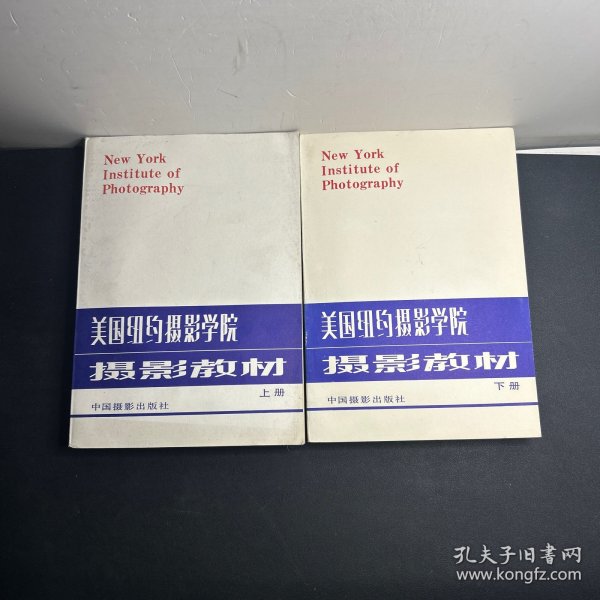 New York
Institute of
Photography
美国纽约摄影学院
摄影教材
上册
中国摄影出版社
New York
Institute of
Photography
美国纽约摄影学院
摄影教材
下册
中国摄影出版社
孔夫子旧书网
www.kongfz.com